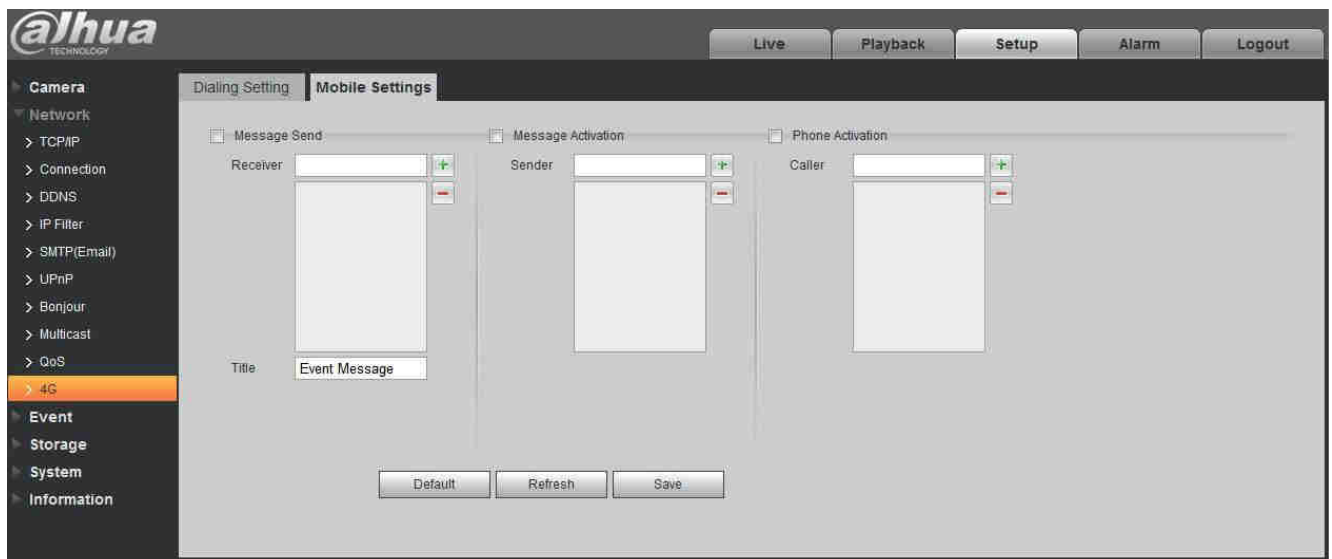 alhua
TECHNOLOGY
Live
Playback
Setup
Alarm
Logout
Camera
Network
TCP/IP
Connection
DDNS
IP Filter
SMTP(Email)
UPnP
Bonjour
Multicast
QoS
4G
Event
Storage
System
Information
Dialing Setting
Mobile Settings
Message Send
Receiver
Title
Event Message
Message Activation
Sender
Phone Activation
Caller
Default
Refresh
Save